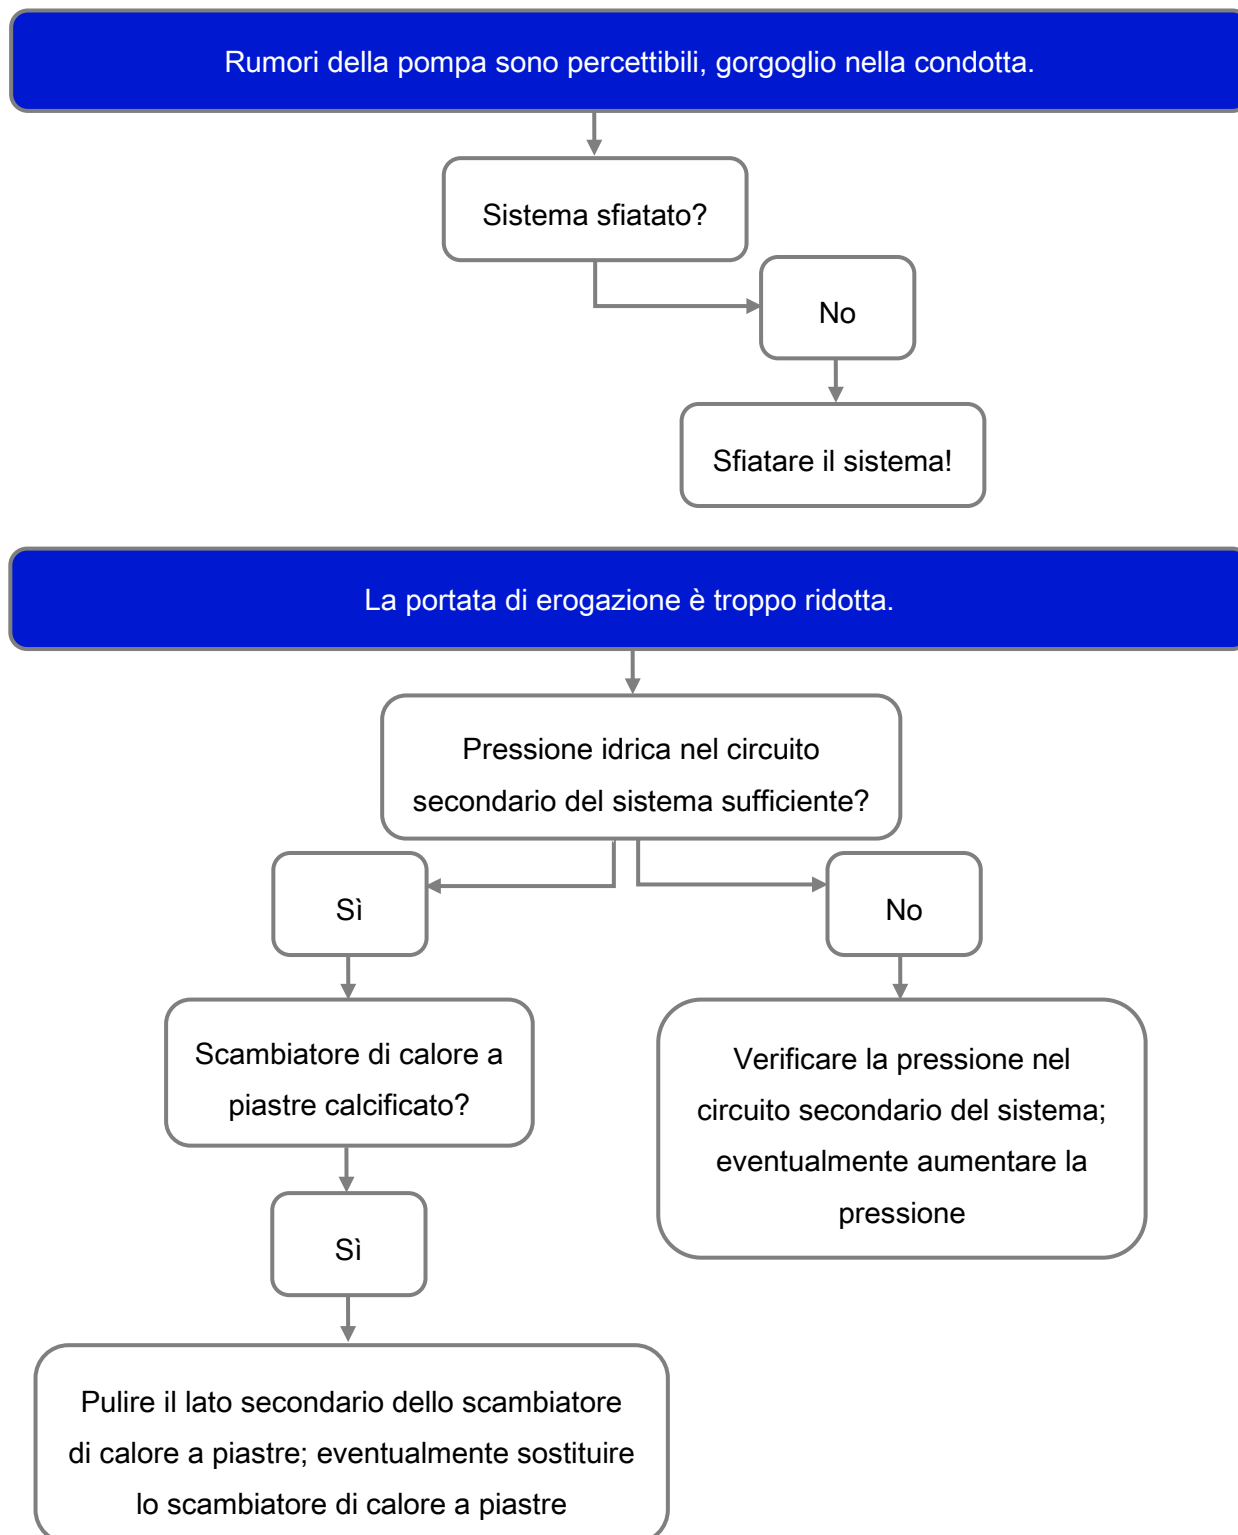 Rumori della pompa sono percettibili, gorgoglio nella condotta.
Sistema sfiatato?
No
Sfiatare il sistema!
La portata di erogazione è troppo ridotta.
Pressione idrica nel circuito
secondario del sistema sufficiente?
Sì
No
Scambiatore di calore a
piastre calcificato?
Verificare la pressione nel
circuito secondario del sistema;
eventualmente aumentare la
pressione
Sì
Pulire il lato secondario dello scambiatore
di calore a piastre; eventualmente sostituire
lo scambiatore di calore a piastre